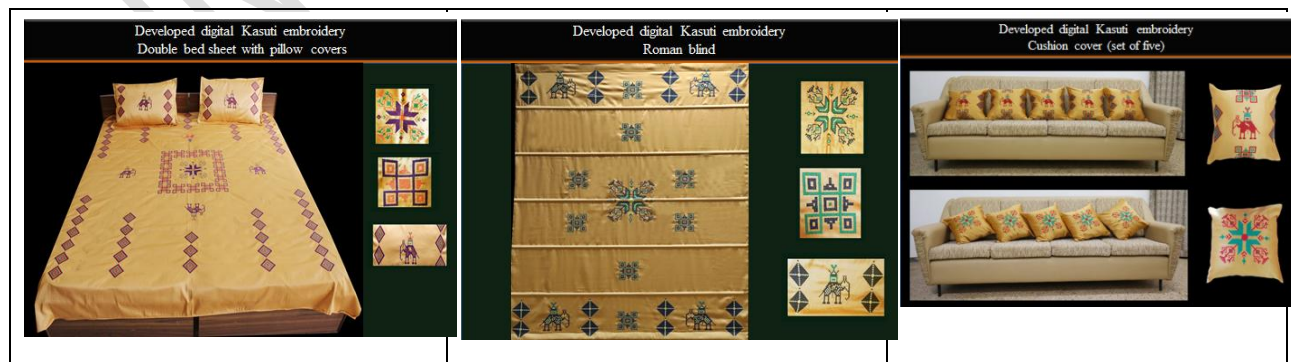 Developed digital Kasuti embroidery
Double bed sheet with pillow covers
Developed digital Kasuti embroidery
Roman blind
Developed digital Kasuti embroidery
Cushion cover (set of five)